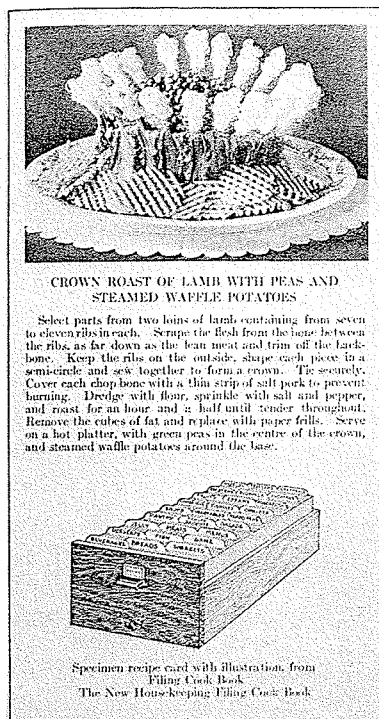 CROWN ROAST OF LAMB WITH PEAS AND
STEAMED WAFFLE POTATOES
Select parts from two loins of lamb containing from seven
to eleven ribs in each. Scrape the flesh from the bone between
the ribs, as far down as the lean meat and trim off the back-
bone. Keep the ribs on the outside, shape each piece in a
semi-circle and sew together to form a crown. Tie securely.
Cover each chop bone with a thin strip of salt pork to prevent
burning. Dredge with flour, sprinkle with salt and pepper,
and roast for an hour and a half until tender throughout.
Remove the cubes of fat and replace with paper frills. Serve
on a hot platter, with green peas in the centre of the crown,
and steamed waffle potatoes around the base.
BEVERAGES BREADS SORBETS
Specimen recipe card with illustration, from
Filing Cook Book
The New Housekeeping Filing Cook Book